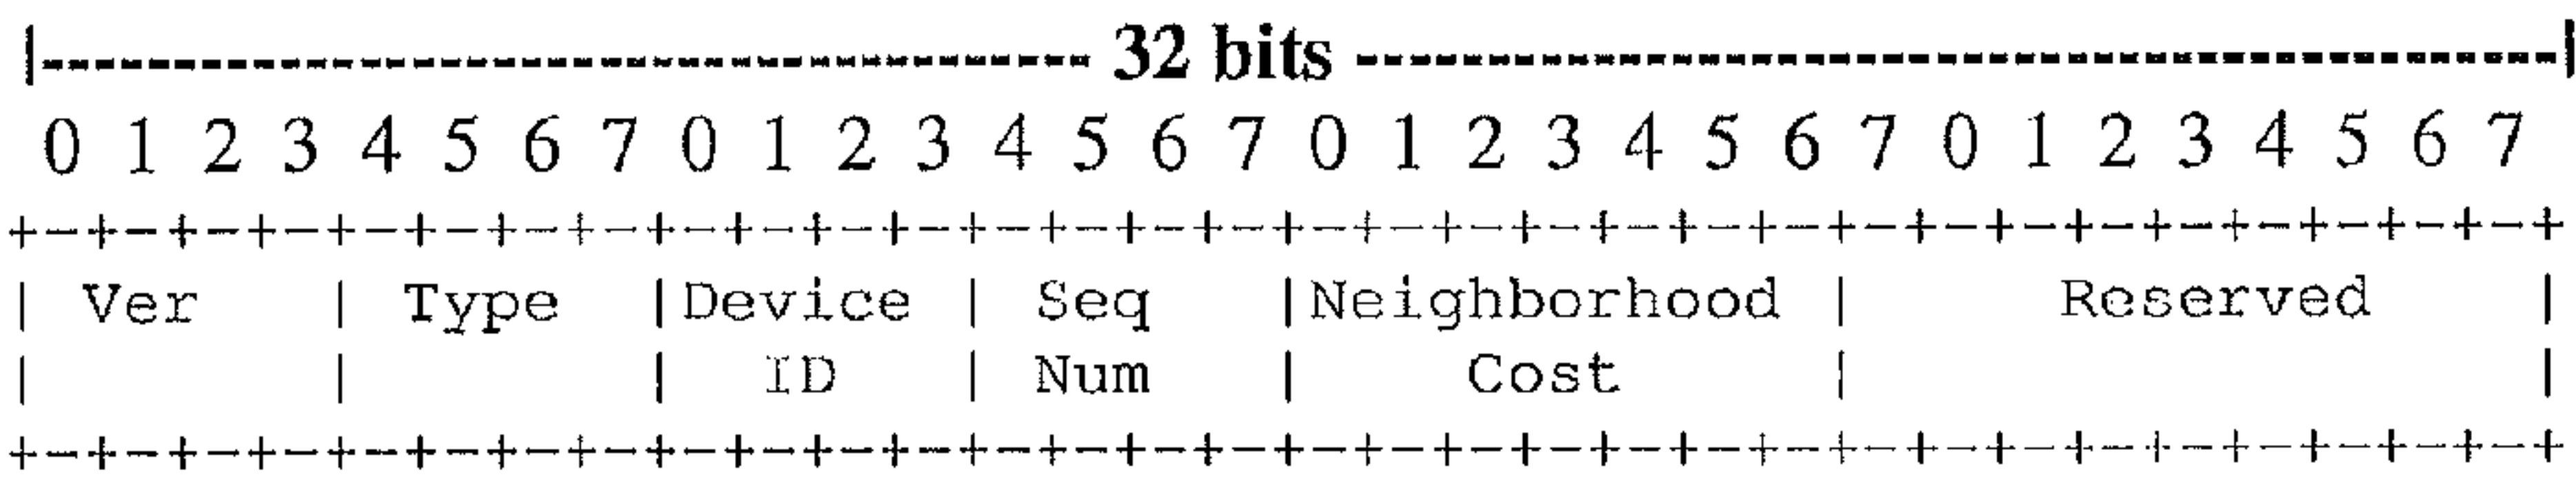 |---------------------------------------- 32 bits ----------------------------------------------|
0 1 2 3 4 5 6 7 0 1 2 3 4 5 6 7 0 1 2 3 4 5 6 7 0 1 2 3 4 5 6 7
+-+-+-+-+-+-+-+-+-+-+-+-+-+-+-+-+-+-+-+-+-+-+-+-+-+-+-+-+-+-+-+-+
| Ver | Type |Device | Seq |Neighborhood | Reserved |
| | | ID | Num | Cost | |
+-+-+-+-+-+-+-+-+-+-+-+-+-+-+-+-+-+-+-+-+-+-+-+-+-+-+-+-+-+-+-+-+